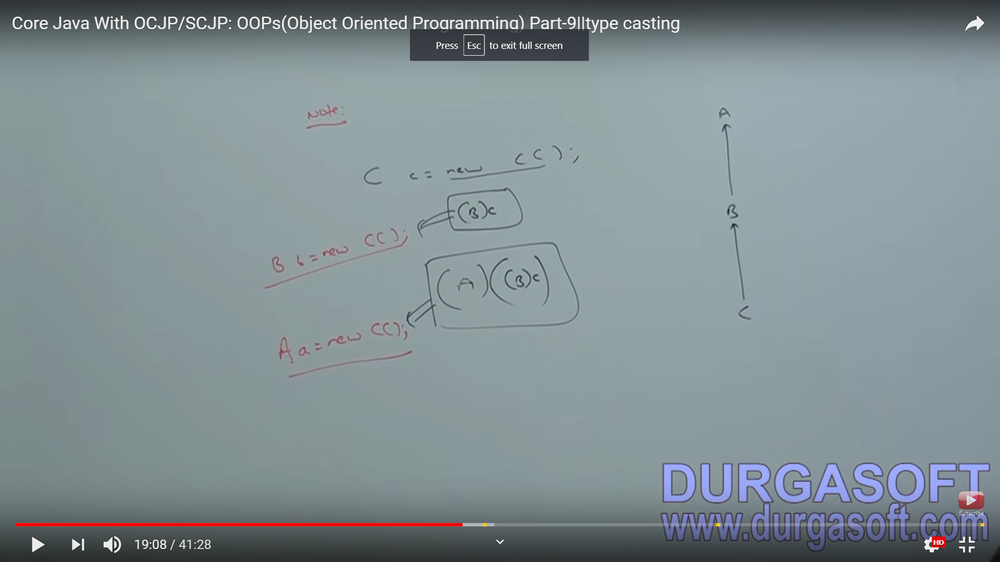 Core Java With OCJP/SCJP: OOPs(Object Oriented Programming) Part-9||type casting
Press Esc to exit full screen
Note:
A
C c = new C();
(B)c
B
B b = new C();
(A)((B)c)
C
A a = new C();
DURGASOFT
www.durgasoft.com
Subscribe
19:08 / 41:28
HD